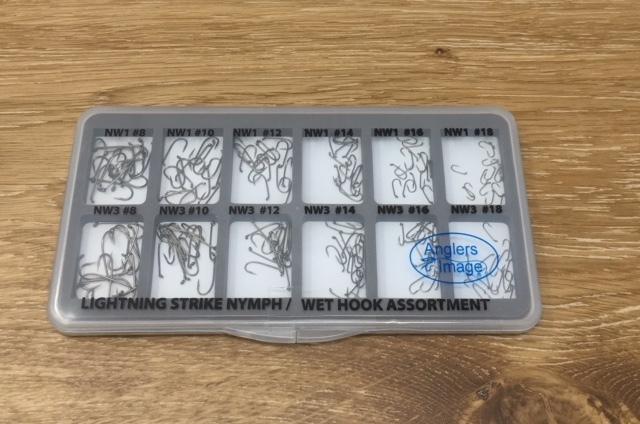 NW1 #8 NW1 #10 NW1 #12 NW1 #14 NW1 #16 NW1 #18
NW3 #8 NW3 #10 NW3 #12 NW3 #14 NW3 #16 NW3 #18
Anglers
Image
LIGHTNING STRIKE NYMPH / WET HOOK ASSORTMENT